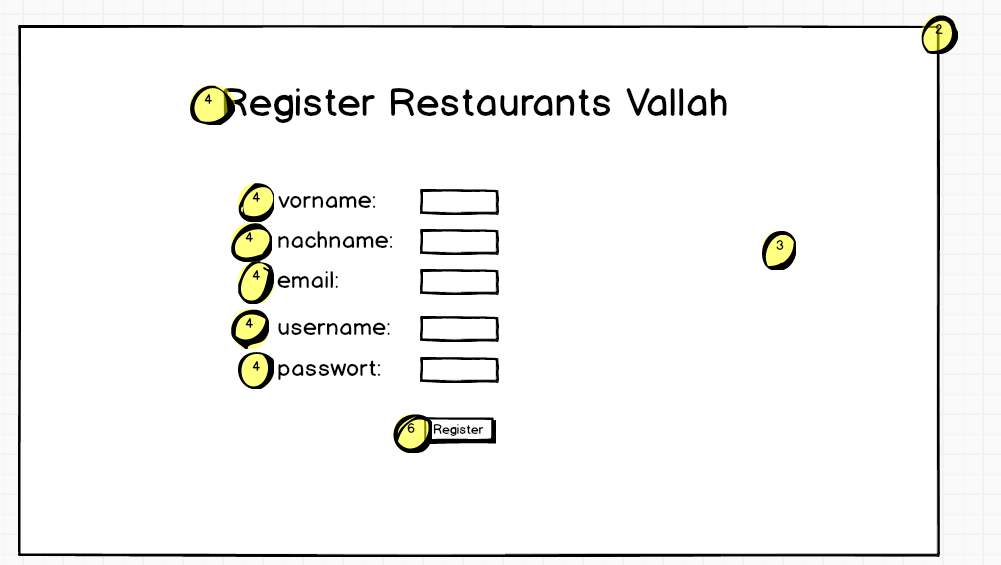 2
4 Register Restaurants Vallah
4 vorname:
4 nachname:
3
4 email:
4 username:
4 passwort:
6 Register